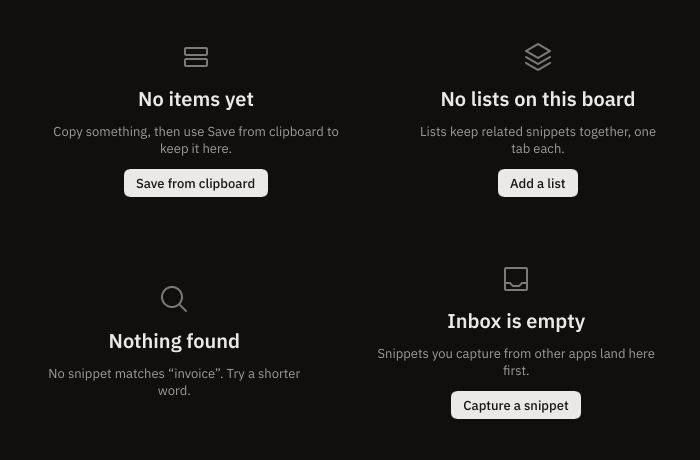 No items yet
Copy something, then use Save from clipboard to
keep it here.
Save from clipboard
No lists on this board
Lists keep related snippets together, one
tab each.
Add a list
Nothing found
No snippet matches “invoice”. Try a shorter
word.
Inbox is empty
Snippets you capture from other apps land here
first.
Capture a snippet